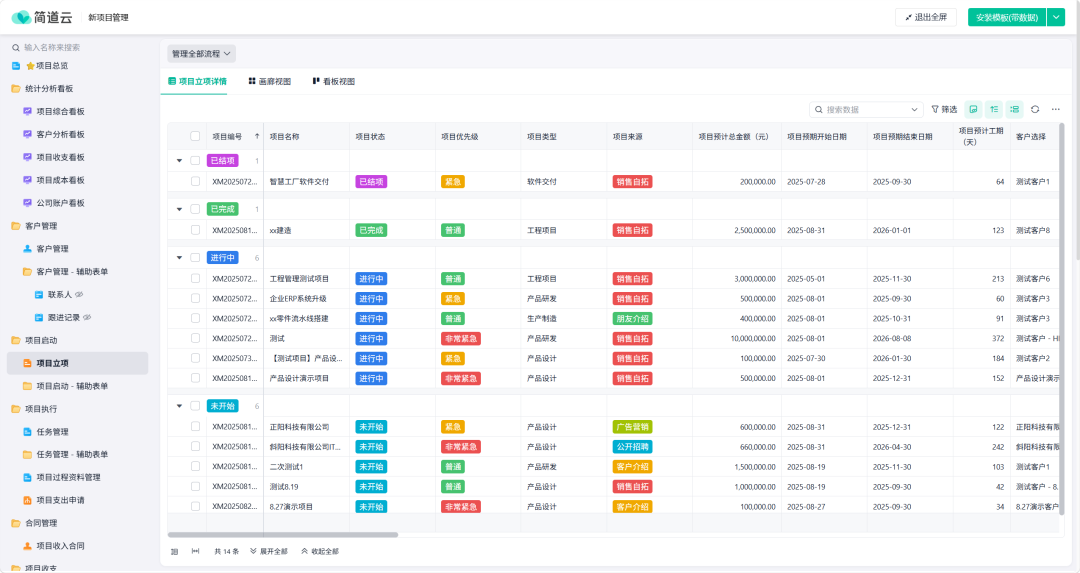 简道云 新项目管理 退出全屏 安装模板(带数据)
输入名称来搜索
项目总览
统计分析看板
项目综合看板
客户分析看板
项目收支看板
项目成本看板
公司账户看板
客户管理
客户管理
客户管理 - 辅助表单
联系人
跟进记录
项目启动
项目立项
项目启动 - 辅助表单
项目执行
任务管理
任务管理 - 辅助表单
项目过程资料管理
项目支出申请
合同管理
项目收入合同
项目收支
管理全部流程
项目立项详情 画廊视图 看板视图
搜索数据 筛选
项目编号 项目名称 项目状态 项目优先级 项目类型 项目来源 项目预计总金额（元） 项目预期开始日期 项目预期结束日期 项目预计工期（天） 客户选择
已结项 1
XM2025072... 智慧工厂软件交付 已结项 紧急 软件交付 销售自拓 200,000.00 2025-07-28 2025-09-30 64 测试客户1
已完成 1
XM2025081... xx建造 已完成 普通 工程项目 销售自拓 2,500,000.00 2025-08-31 2026-01-01 123 测试客户8
进行中 6
XM2025072... 工程管理测试项目 进行中 普通 工程项目 销售自拓 3,000,000.00 2025-05-01 2025-11-30 213 测试客户6
XM2025072... 企业ERP系统升级 进行中 紧急 产品研发 销售自拓 500,000.00 2025-08-01 2025-09-30 60 测试客户3
XM2025072... xx零件流水线搭建 进行中 普通 生产制造 朋友介绍 400,000.00 2025-08-01 2025-10-31 91 测试客户3
XM2025072... 测试 进行中 非常紧急 产品研发 销售自拓 10,000,000.00 2025-08-01 2026-08-08 372 测试客户 - HI
XM2025073... 【测试项目】产品设... 进行中 紧急 产品设计 销售自拓 100,000.00 2025-07-30 2026-01-30 184 测试客户2
XM2025081... 产品设计演示项目 进行中 非常紧急 产品设计 销售自拓 500,000.00 2025-08-01 2025-12-31 152 产品设计演示
未开始 6
XM2025081... 正阳科技有限公司 未开始 紧急 产品设计 广告营销 600,000.00 2025-08-31 2025-12-31 122 正阳科技有限
XM2025081... 斜阳科技有限公司IT... 未开始 非常紧急 产品设计 公开招聘 660,000.00 2025-08-31 2026-04-30 242 斜阳科技有限
XM2025081... 二次测试1 未开始 普通 产品研发 客户介绍 1,500,000.00 2025-08-19 2025-11-30 103 测试客户1
XM2025081... 测试8.19 未开始 普通 产品设计 销售自拓 1,000,000.00 2025-08-19 2025-09-30 42 测试客户 - 8.
XM2025082... 8.27演示项目 未开始 非常紧急 产品设计 客户介绍 100,000.00 2025-08-27 2025-09-30 34 8.27演示客户
共 14 条 展开全部 收起全部